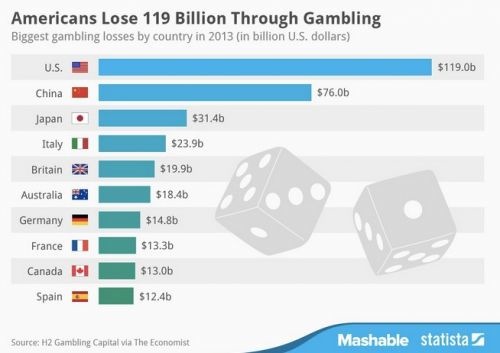 Americans Lose 119 Billion Through Gambling
Biggest gambling losses by country in 2013 (in billion U.S. dollars)
U.S. $119.0b
China $76.0b
Japan $31.4b
Italy $23.9b
Britain $19.9b
Australia $18.4b
Germany $14.8b
France $13.3b
Canada $13.0b
Spain $12.4b
Source: H2 Gambling Capital via The Economist
Mashable statista